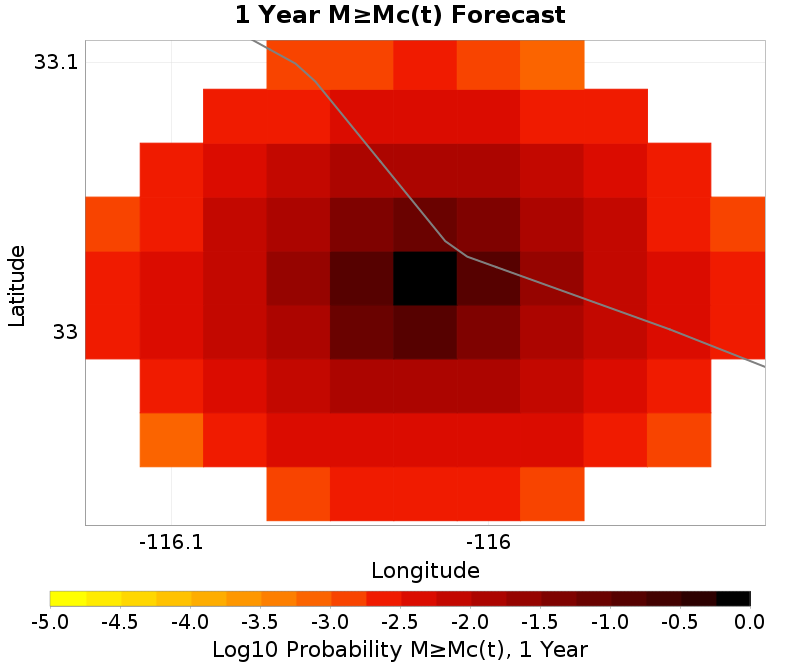 1 Year M≥Mc(t) Forecast
33.1
33
Latitude
-116.1 -116
Longitude
-5.0 -4.5 -4.0 -3.5 -3.0 -2.5 -2.0 -1.5 -1.0 -0.5 0.0
Log10 Probability M≥Mc(t), 1 Year